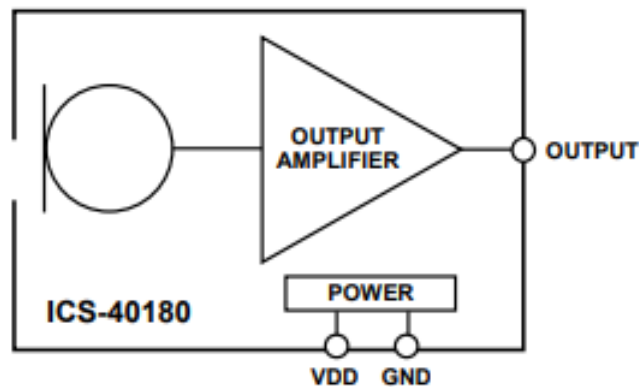 OUTPUT
AMPLIFIER
OUTPUT
POWER
ICS-40180
VDD GND